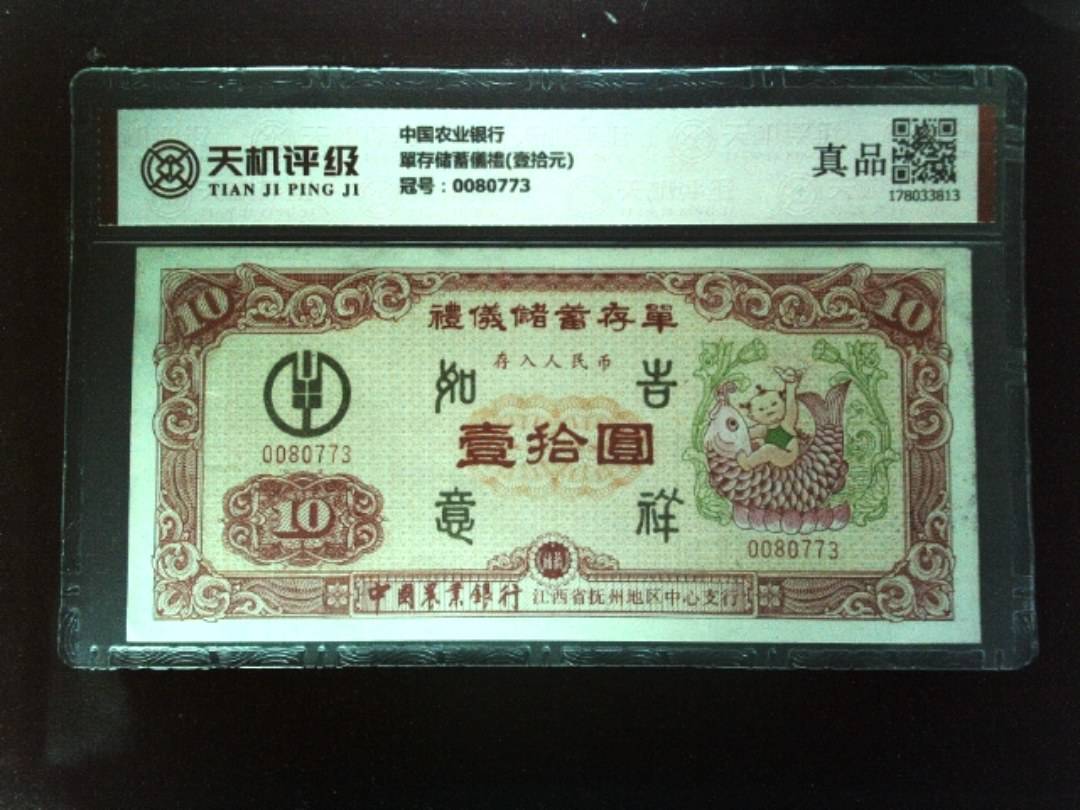 天机评级
TIAN JI PING JI
中国农业银行
單存储蓄儀禮(壹拾元)
冠号：0080773
真品
178033813
10
10
禮儀儲蓄存單
存入人民币
如 吉
壹拾圓
意 祥
0080773
10
0080773
中國農業銀行 江西省抚州地区中心支行